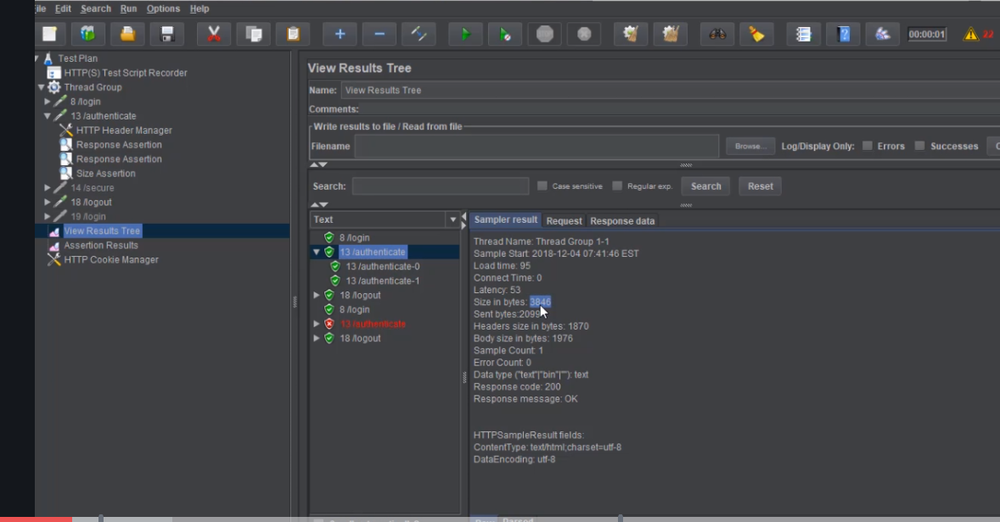 File Edit Search Run Options Help
00:00:01 22
Test Plan
HTTP(S) Test Script Recorder
Thread Group
8 /login
13 /authenticate
HTTP Header Manager
Response Assertion
Response Assertion
Size Assertion
14 /secure
18 /logout
19 /login
View Results Tree
Assertion Results
HTTP Cookie Manager
View Results Tree
Name: View Results Tree
Comments:
Write results to file / Read from file
Filename Browse... Log/Display Only: Errors Successes
Search: Case sensitive Regular exp. Search Reset
Text
8 /login
13 /authenticate
13 /authenticate-0
13 /authenticate-1
18 /logout
8 /login
13 /authenticate
18 /logout
Sampler result Request Response data
Thread Name: Thread Group 1-1
Sample Start: 2018-12-04 07:41:46 EST
Load time: 95
Connect Time: 0
Latency: 53
Size in bytes: 3846
Sent bytes:2099
Headers size in bytes: 1870
Body size in bytes: 1976
Sample Count: 1
Error Count: 0
Data type ("text"|"bin"|""): text
Response code: 200
Response message: OK
HTTPSampleResult fields:
ContentType: text/html;charset=utf-8
DataEncoding: utf-8